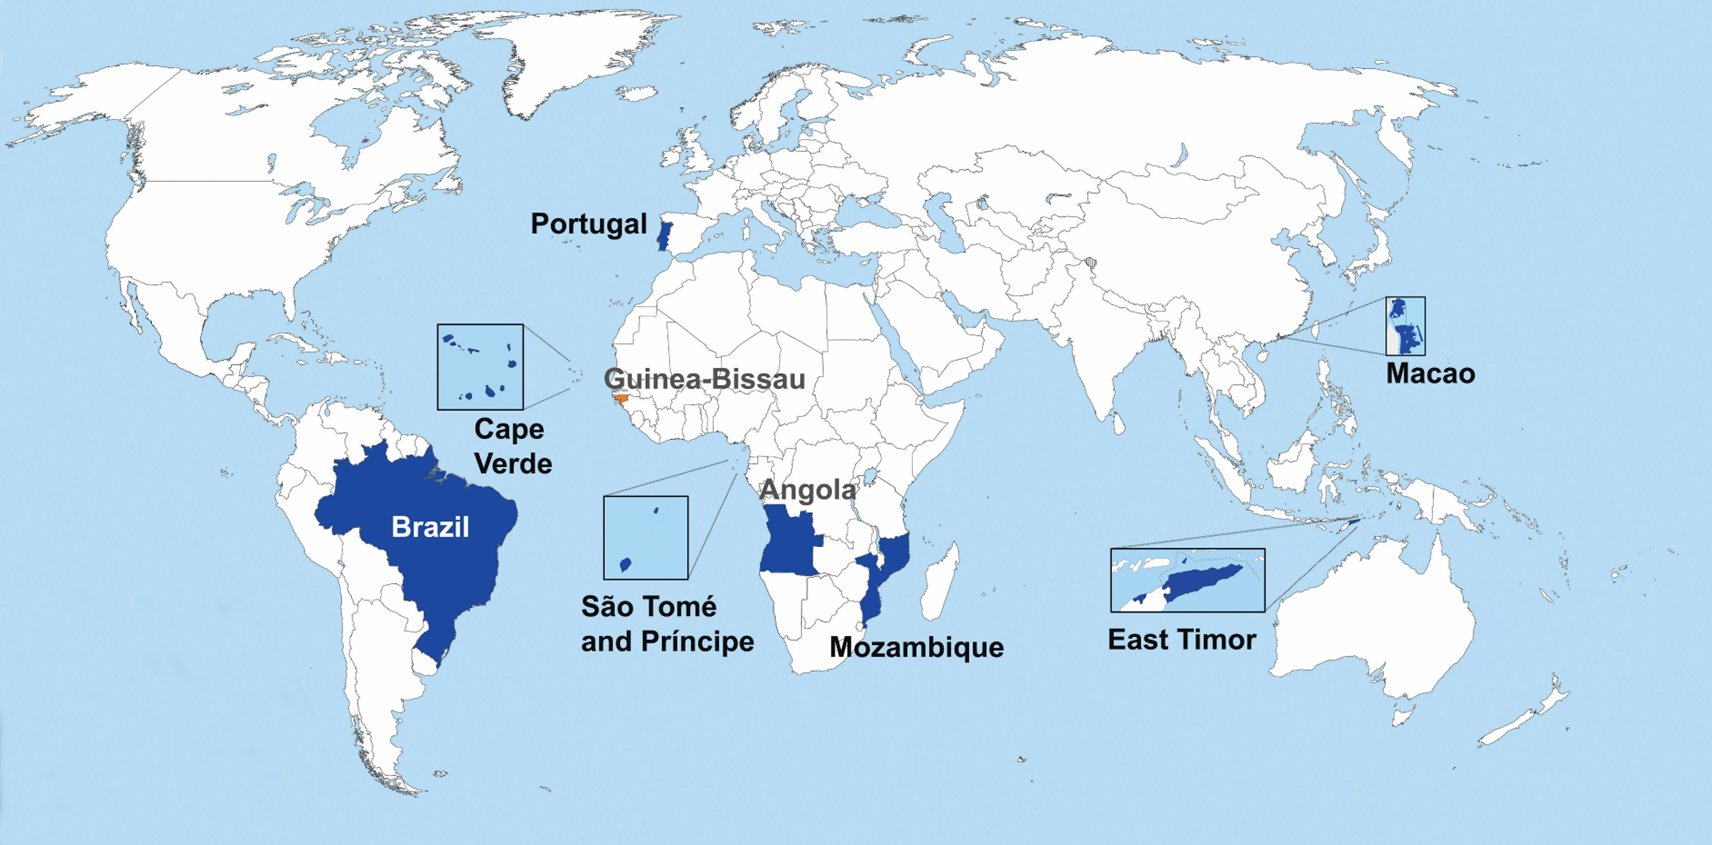 Portugal
Macao
Guinea-Bissau
Cape
Verde
Angola
Brazil
São Tomé
and Príncipe
Mozambique
East Timor